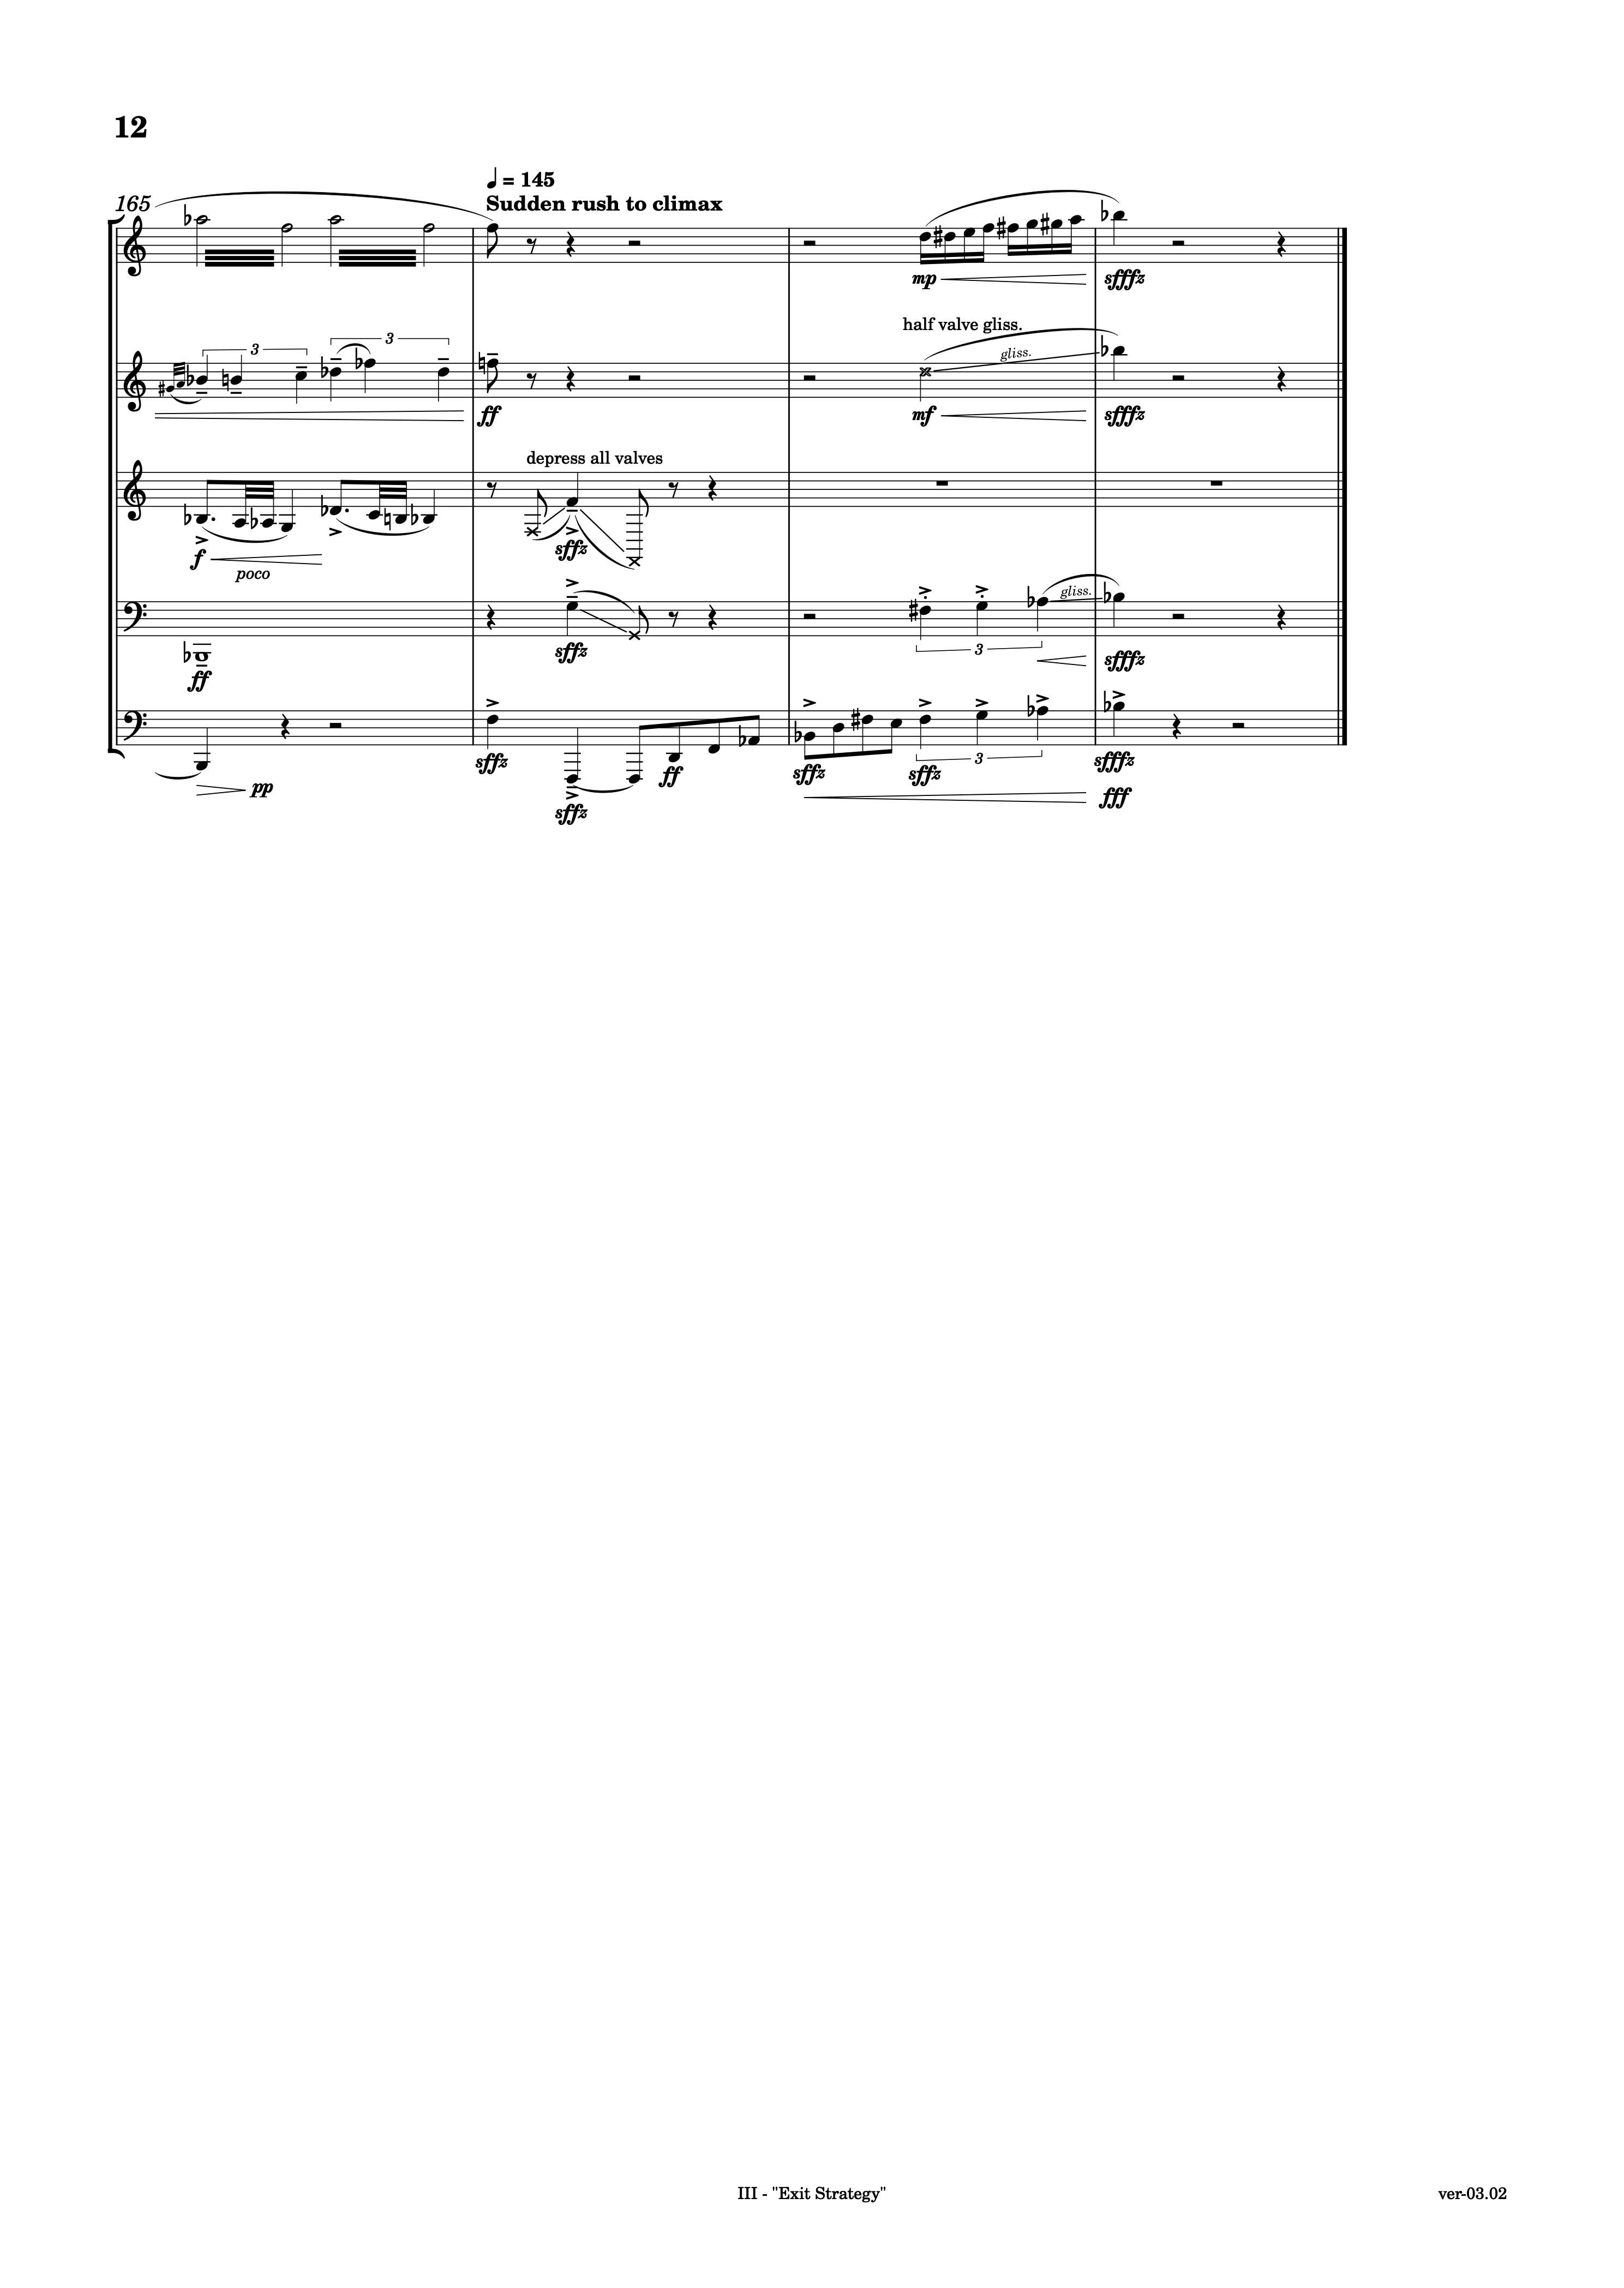 12
165
♩ = 145
Sudden rush to climax
mp
sfffz
half valve gliss.
3
3
gliss.
ff
mf
sfffz
depress all valves
f
poco
sffz
gliss.
ff
sffz
3
sfffz
pp
sffz
sffz
ff
sffz
sffz
3
sfffz
fff
III - "Exit Strategy"
ver-03.02